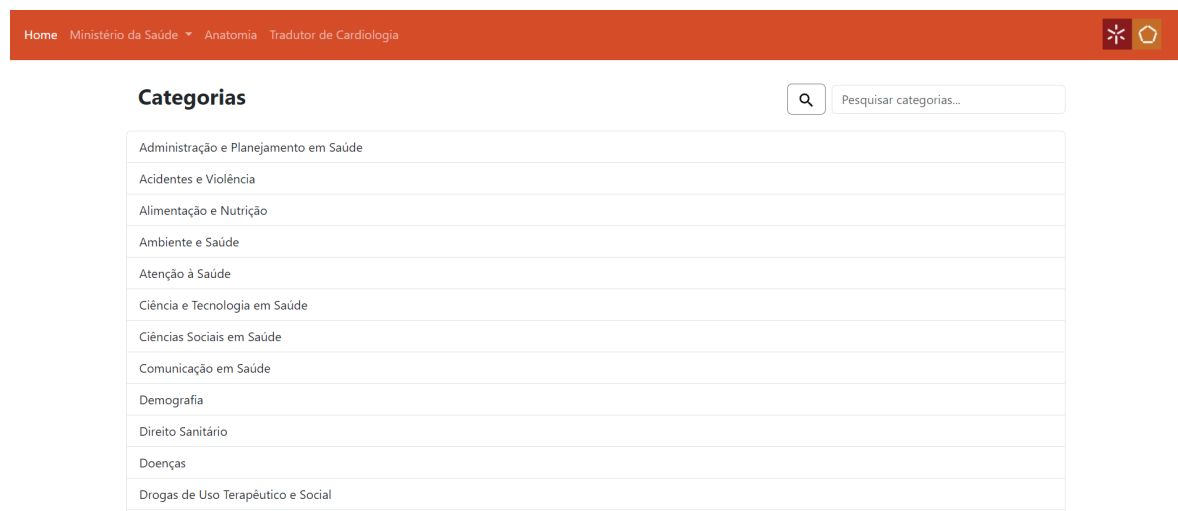 Home Ministério da Saúde Anatomia Tradutor de Cardiologia
Categorias
Pesquisar categorias...
Administração e Planejamento em Saúde
Acidentes e Violência
Alimentação e Nutrição
Ambiente e Saúde
Atenção à Saúde
Ciência e Tecnologia em Saúde
Ciências Sociais em Saúde
Comunicação em Saúde
Demografia
Direito Sanitário
Doenças
Drogas de Uso Terapêutico e Social